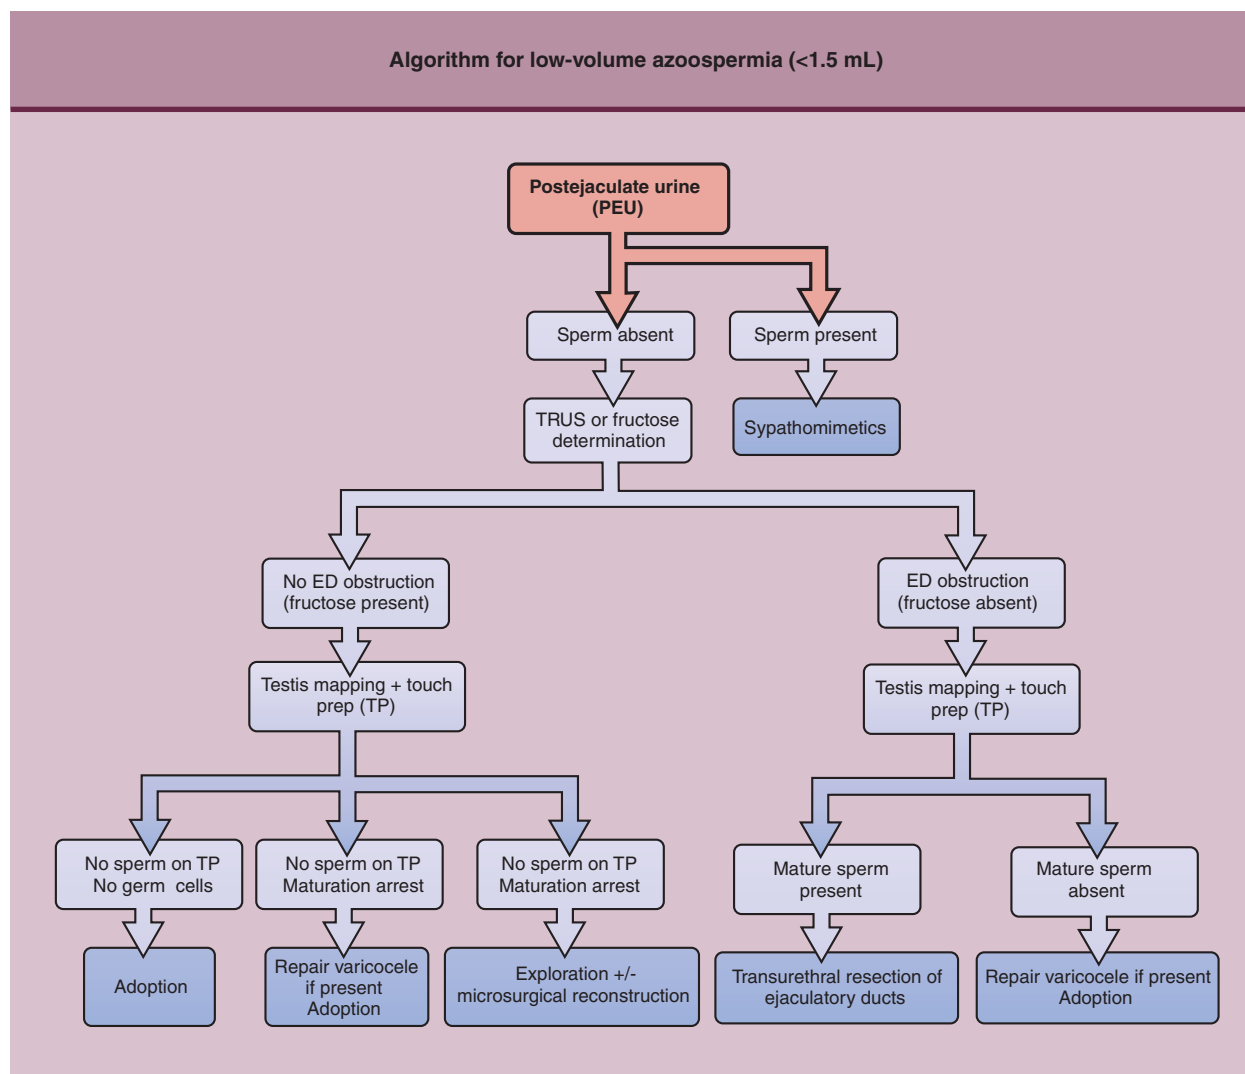 Algorithm for low-volume azoospermia (<1.5 mL)
Postejaculate urine
(PEU)
Sperm absent
Sperm present
TRUS or fructose
determination
Sypathomimetics
No ED obstruction
(fructose present)
ED obstruction
(fructose absent)
Testis mapping + touch
prep (TP)
Testis mapping + touch
prep (TP)
No sperm on TP
No germ cells
No sperm on TP
Maturation arrest
No sperm on TP
Maturation arrest
Mature sperm
present
Mature sperm
absent
Adoption
Repair varicocele
if present
Adoption
Exploration +/-
microsurgical reconstruction
Transurethral resection of
ejaculatory ducts
Repair varicocele if present
Adoption